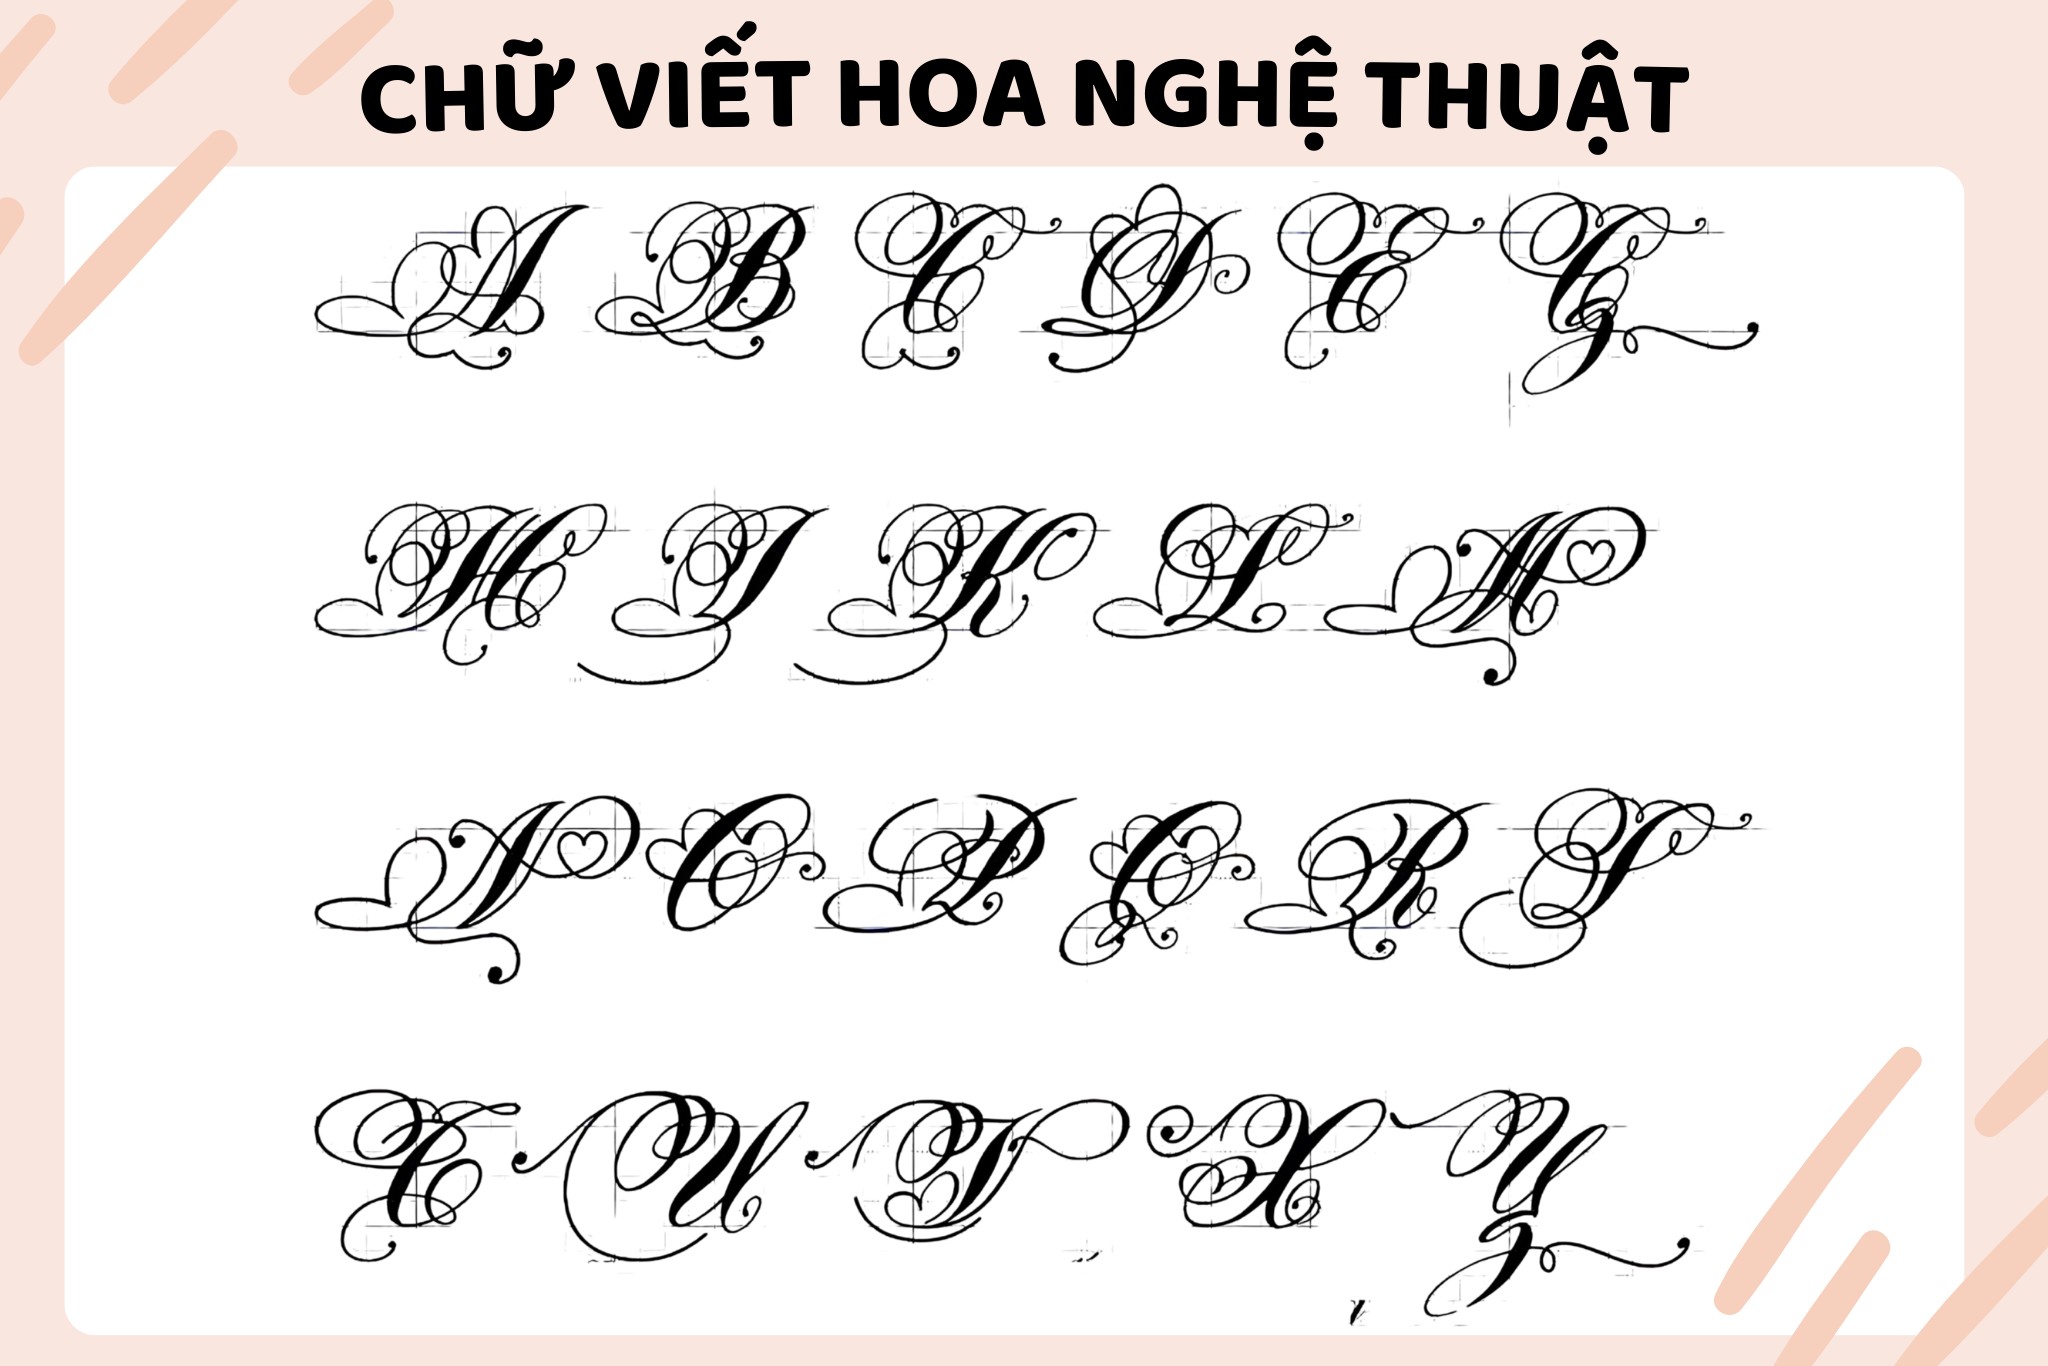 CHỮ VIẾT HOA NGHỆ THUẬT
A B C D E G
H I K L M
N O P Q R S
T U V X Y